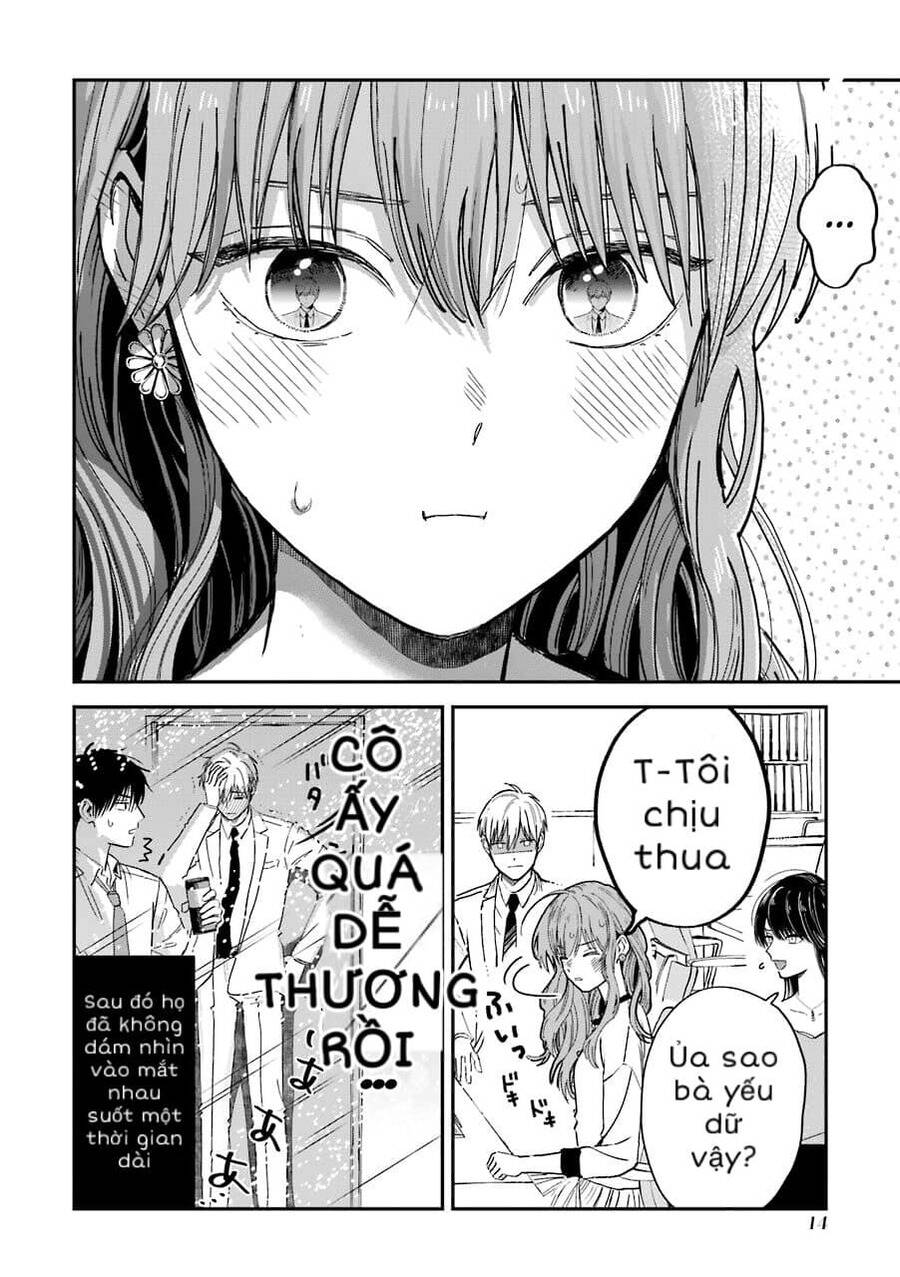 ...
T-Tôi
chịu
thua
Ủa sao
bà yếu
dữ
vậy?
ふいっ
ドキ
ドキ
CÔ
ẤY
QUÁ
DỄ
THƯƠNG
RỒI
...
バ
タ
あぁぁ
Sau đó họ
đã không
dám nhìn
vào mắt
nhau
suốt một
thời gian
dài
14